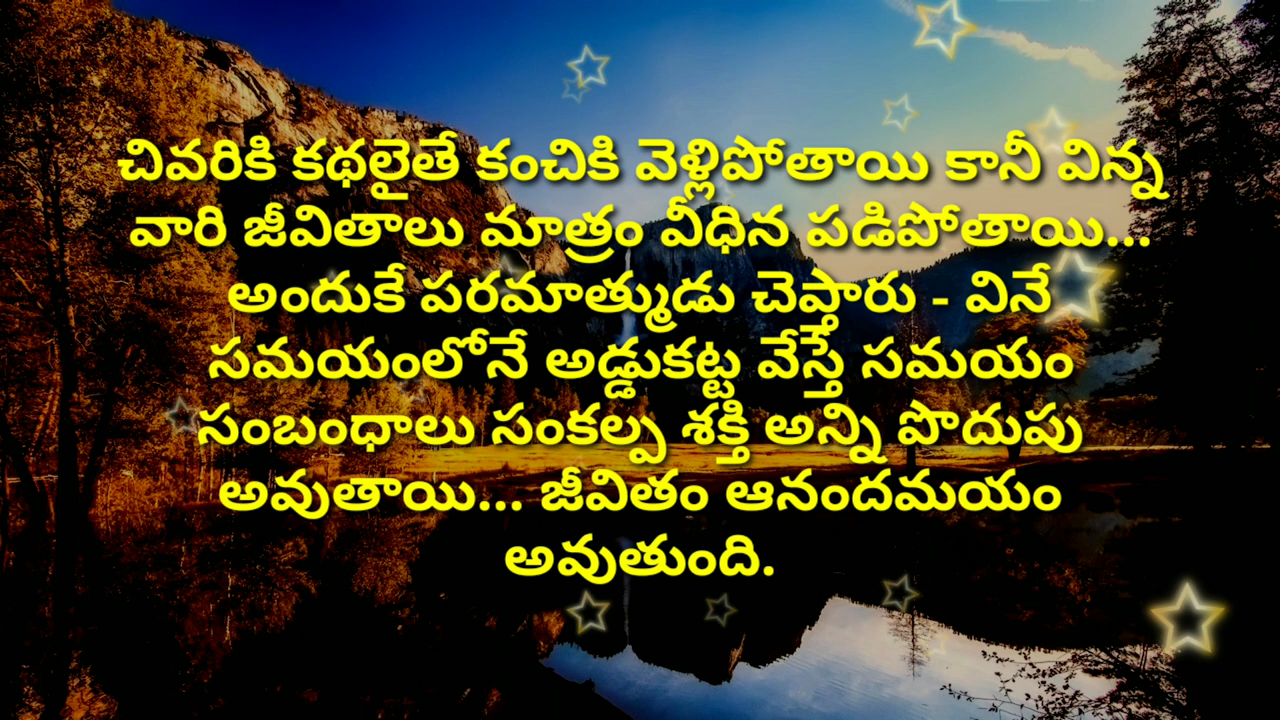 చివరికి కథలైతే కంచికి వెళ్లిపోతాయి కానీ విన్న
వారి జీవితాలు మాత్రం వీధిన పడిపోతాయి...
అందుకే పరమాత్ముడు చెప్తారు - వినే
సమయంలోనే అడ్డుకట్ట వేస్తే సమయం
సంబంధాలు సంకల్ప శక్తి అన్ని పొదుపు
అవుతాయి... జీవితం ఆనందమయం
అవుతుంది.